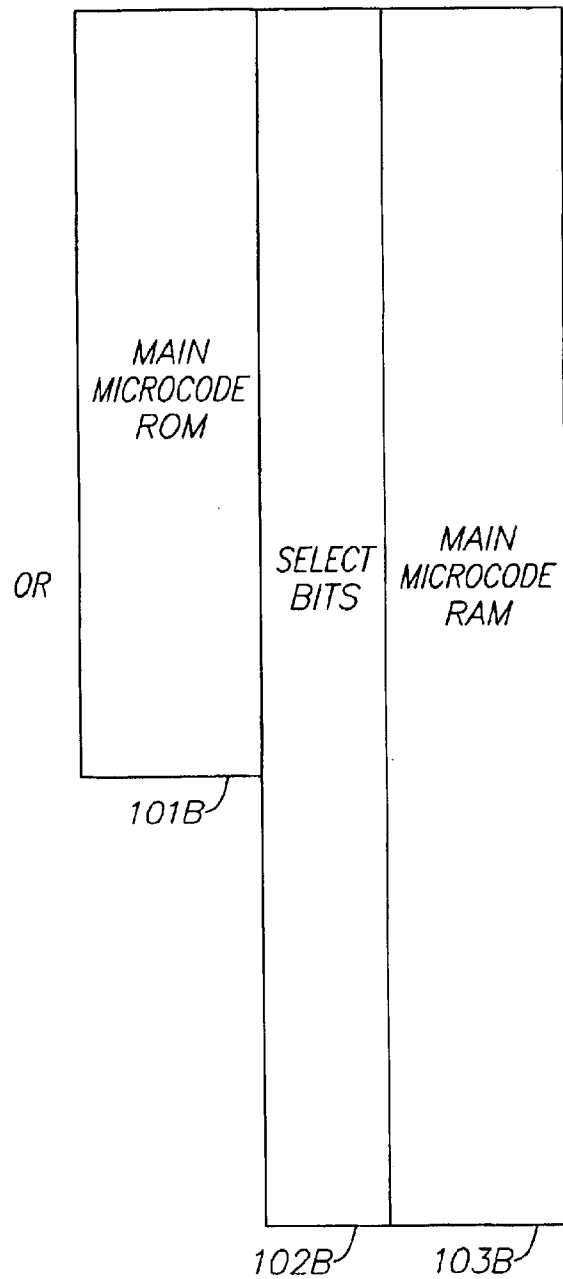 MAIN
MICROCODE
ROM
OR
SELECT
BITS
MAIN
MICROCODE
RAM
101B
102B
103B